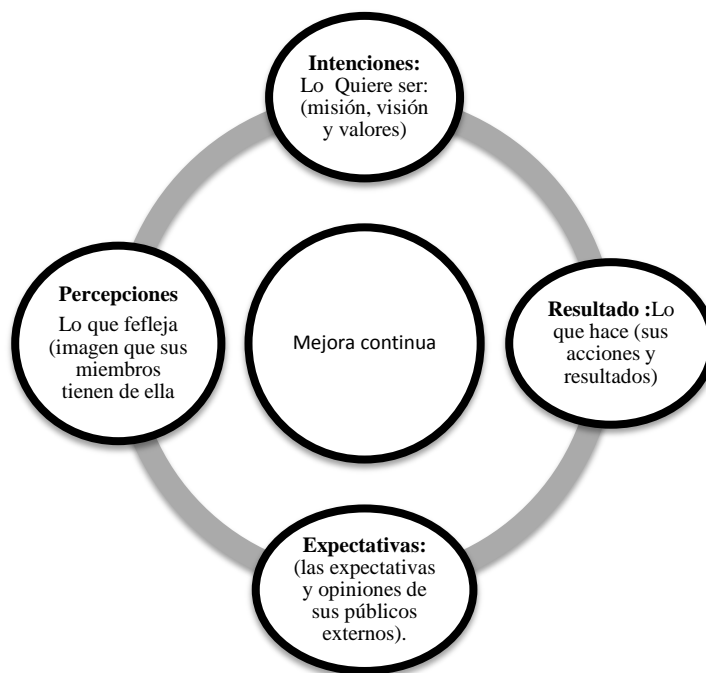 Intenciones:
Lo Quiere ser:
(misión, visión
y valores)
Percepciones
Lo que fefleja
(imagen que sus
miembros
tienen de ella
Mejora continua
Resultado :Lo
que hace (sus
acciones y
resultados)
Expectativas:
(las expectativas
y opiniones de
sus públicos
externos).